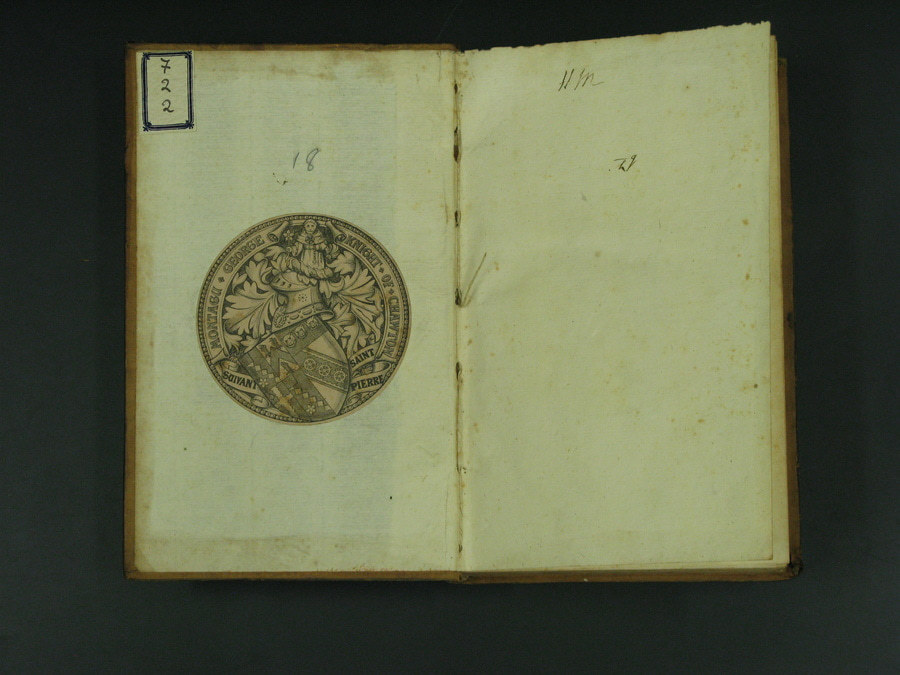 7
2
2
18
MONTAGU * GEORGE * KNIGHT * OF * CHAWTON
SUIVANT SAINT PIERRE